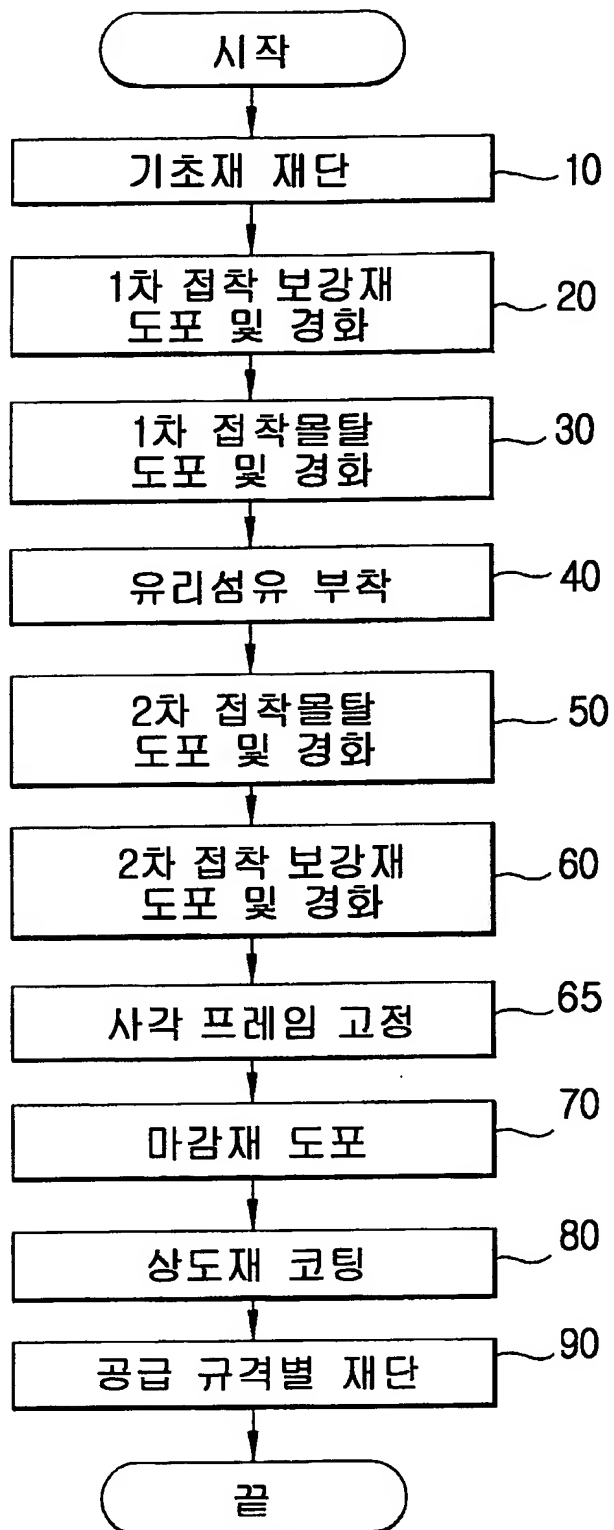 시작
기초재 재단
10
1차 접착 보강재
도포 및 경화
20
1차 접착몰탈
도포 및 경화
30
유리섬유 부착
40
2차 접착몰탈
도포 및 경화
50
2차 접착 보강재
도포 및 경화
60
사각 프레임 고정
65
마감재 도포
70
상도재 코팅
80
공급 규격별 재단
90
끝